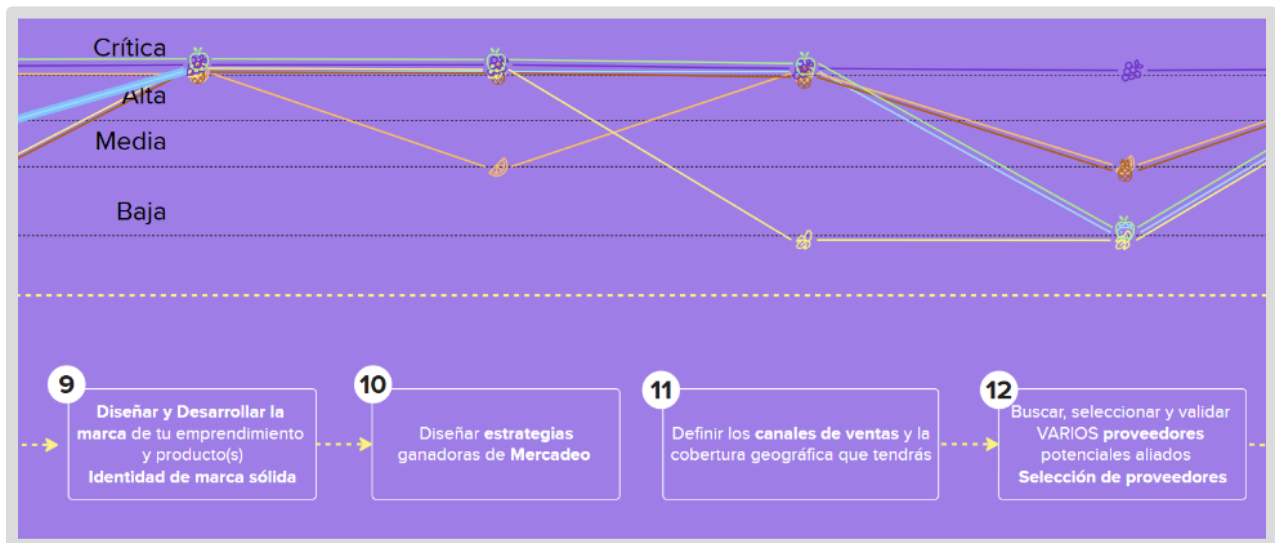 Crítica
Alta
Media
Baja
9
Diseñar y Desarrollar la
marca de tu emprendimiento
y producto(s)
Identidad de marca sólida
10
Diseñar estrategias
ganadoras de Mercadeo
11
Definir los canales de ventas y la
cobertura geográfica que tendrás
12
Buscar, seleccionar y validar
VARIOS proveedores
potenciales aliados
Selección de proveedores